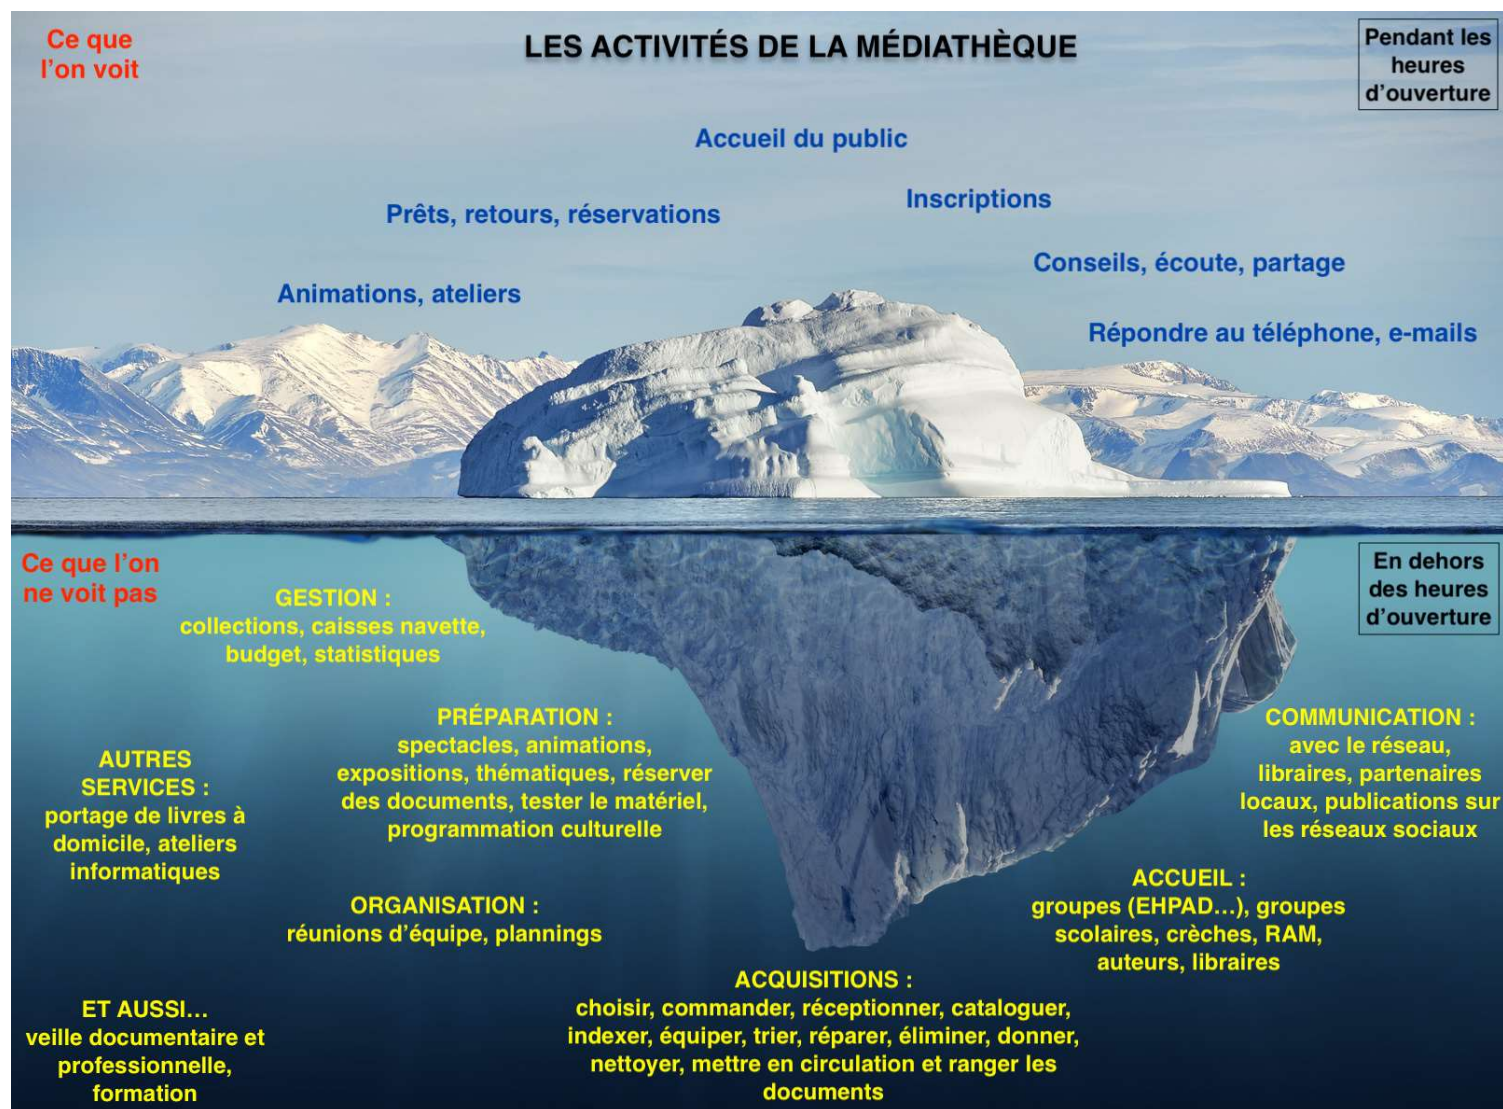 Ce que
l'on voit
LES ACTIVITÉS DE LA MÉDIATHÈQUE
Pendant les
heures
d'ouverture
Accueil du public
Inscriptions
Prêts, retours, réservations
Conseils, écoute, partage
Animations, ateliers
Répondre au téléphone, e-mails
Ce que l'on
ne voit pas
En dehors
des heures
d'ouverture
GESTION :
collections, caisses navette,
budget, statistiques
PRÉPARATION :
spectacles, animations,
expositions, thématiques, réserver
des documents, tester le matériel,
programmation culturelle
COMMUNICATION :
avec le réseau,
libraires, partenaires
locaux, publications sur
les réseaux sociaux
AUTRES
SERVICES :
portage de livres à
domicile, ateliers
informatiques
ORGANISATION :
réunions d'équipe, plannings
ACCUEIL :
groupes (EHPAD…), groupes
scolaires, crèches, RAM,
auteurs, libraires
ACQUISITIONS :
choisir, commander, réceptionner, cataloguer,
indexer, équiper, trier, réparer, éliminer, donner,
nettoyer, mettre en circulation et ranger les
documents
ET AUSSI…
veille documentaire et
professionnelle,
formation